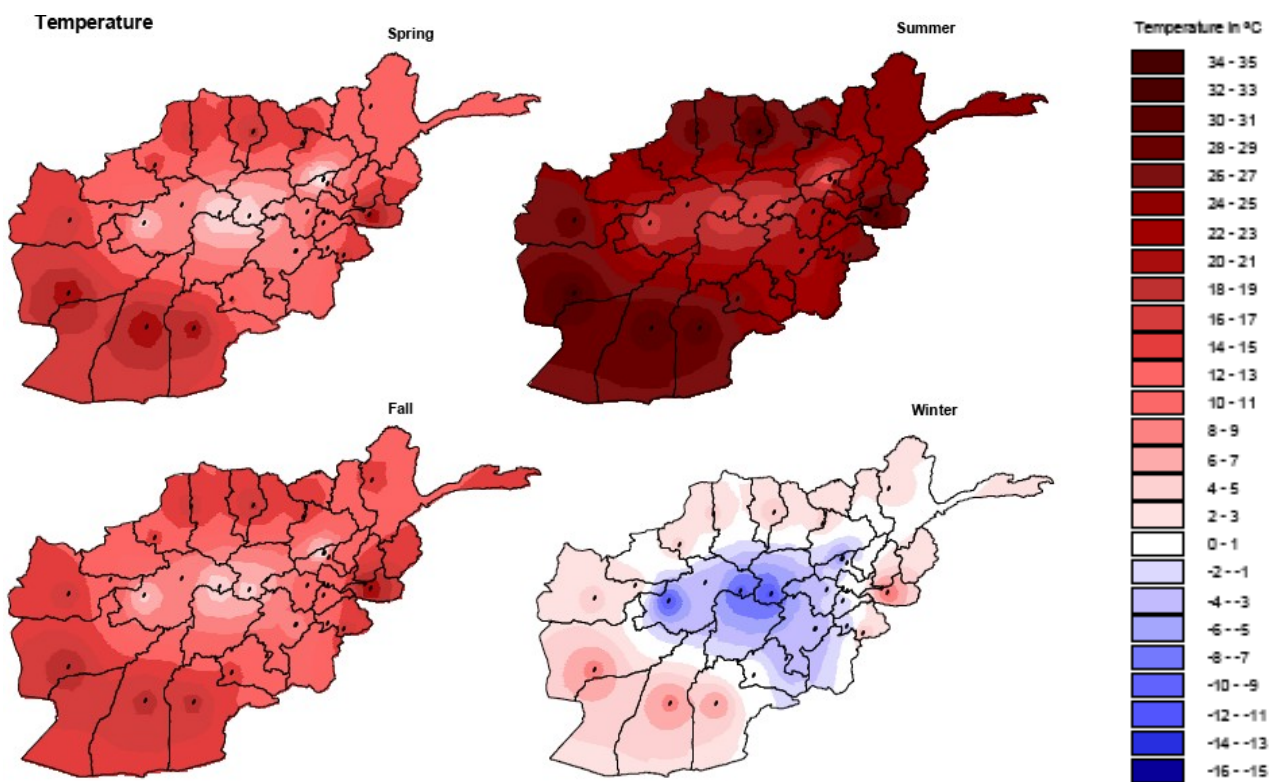 Temperature
Spring
Summer
Fall
Winter
Temperature in ºC
34 - 35
32 - 33
30 - 31
28 - 29
26 - 27
24 - 25
22 - 23
20 - 21
18 - 19
16 - 17
14 - 15
12 - 13
10 - 11
8 - 9
6 - 7
4 - 5
2 - 3
0 - 1
-2 - -1
-4 - -3
-6 - -5
-8 - -7
-10 - -9
-12 - -11
-14 - -13
-16 - -15